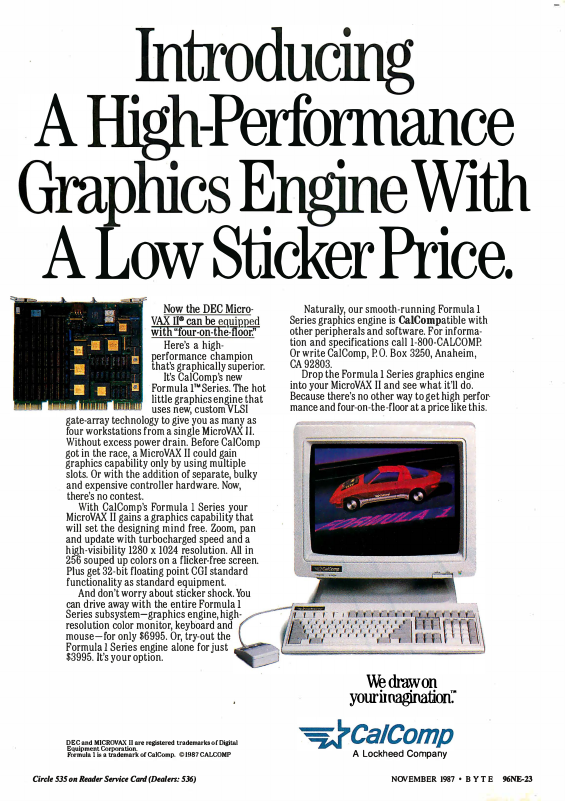 Introducing
A High-Performance
Graphics Engine With
A Low Sticker Price.
Now the DEC Micro-
VAX II® can be equipped
with "four-on-the-floor."
Here's a high-
performance champion
that's graphically superior.
It's CalComp's new
Formula 1™ Series. The hot
little graphics engine that
uses new, custom VLSI
gate-array technology to give you as many as
four workstations from a single MicroVAX II.
Without excess power drain. Before CalComp
got in the race, a MicroVAX II could gain
graphics capability only by using multiple
slots. Or with the addition of separate, bulky
and expensive controller hardware. Now,
there's no contest.
With CalComp's Formula 1 Series your
MicroVAX II gains a graphics capability that
will set the designing mind free. Zoom, pan
and update with turbocharged speed and a
high-visibility 1280 x 1024 resolution. All in
256 souped up colors on a flicker-free screen.
Plus get 32-bit floating point CGI standard
functionality as standard equipment.
And don't worry about sticker shock. You
can drive away with the entire Formula 1
Series subsystem—graphics engine, high-
resolution color monitor, keyboard and
mouse—for only $6995. Or, try-out the
Formula 1 Series engine alone for just
$3995. It's your option.
Naturally, our smooth-running Formula 1
Series graphics engine is CalCompatible with
other peripherals and software. For informa-
tion and specifications call 1-800-CALCOMP.
Or write CalComp, P.O. Box 3250, Anaheim,
CA 92803.
Drop the Formula 1 Series graphics engine
into your MicroVAX II and see what it'll do.
Because there's no other way to get high perfor-
mance and four-on-the-floor at a price like this.
FORMULA 1
CalComp
We draw on
your imagination.™
CalComp
A Lockheed Company
DEC and MICROVAX II are registered trademarks of Digital
Equipment Corporation.
Formula 1 is a trademark of CalComp. ©1987 CALCOMP
Circle 535 on Reader Service Card (Dealers: 536)
NOVEMBER 1987 • BYTE 96NE-23